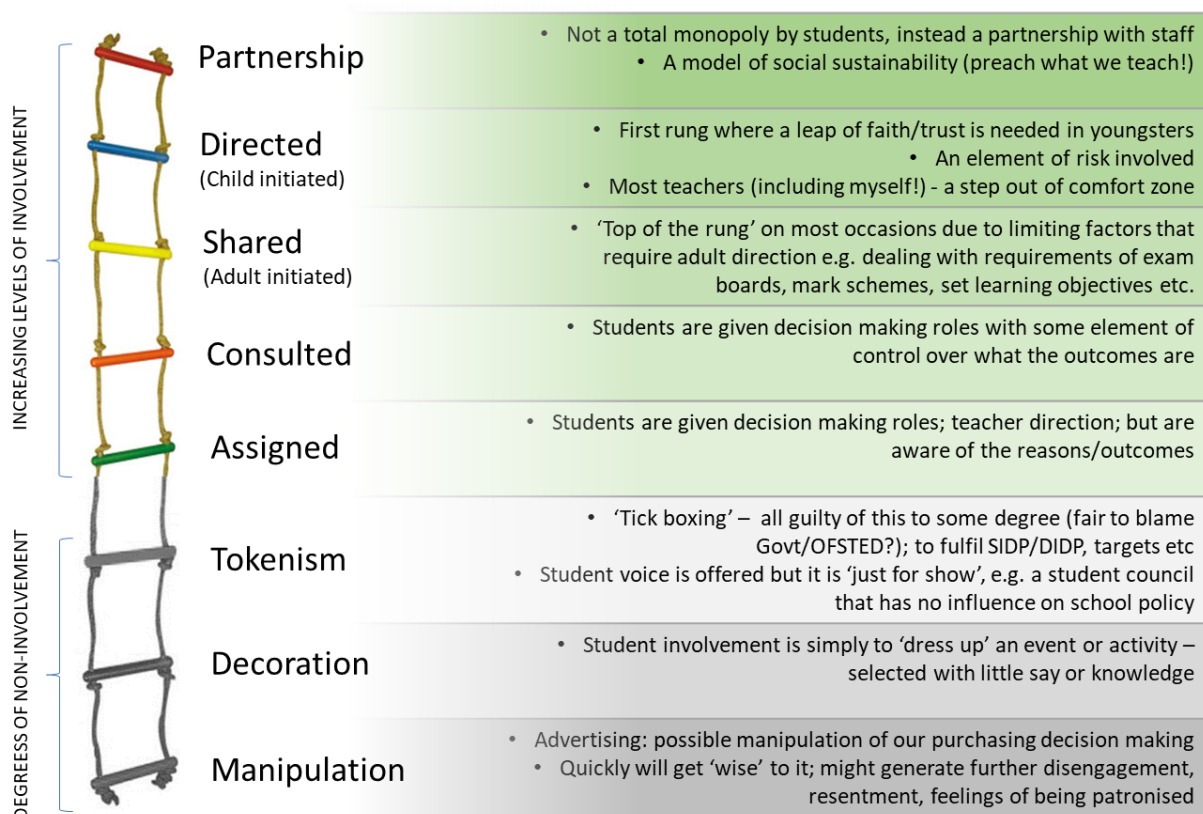 INCREASING LEVELS OF INVOLVEMENT
Partnership
• Not a total monopoly by students, instead a partnership with staff
• A model of social sustainability (preach what we teach!)
Directed
(Child initiated)
• First rung where a leap of faith/trust is needed in youngsters
• An element of risk involved
• Most teachers (including myself!) - a step out of comfort zone
Shared
(Adult initiated)
• ‘Top of the rung’ on most occasions due to limiting factors that
require adult direction e.g. dealing with requirements of exam
boards, mark schemes, set learning objectives etc.
Consulted
• Students are given decision making roles with some element of
control over what the outcomes are
Assigned
• Students are given decision making roles; teacher direction; but are
aware of the reasons/outcomes
DEGREESS OF NON-INVOLVEMENT
Tokenism
• ‘Tick boxing’ – all guilty of this to some degree (fair to blame
Govt/OFSTED?); to fulfil SIDP/DIDP, targets etc
• Student voice is offered but it is ‘just for show’, e.g. a student council
that has no influence on school policy
Decoration
• Student involvement is simply to ‘dress up’ an event or activity –
selected with little say or knowledge
Manipulation
• Advertising: possible manipulation of our purchasing decision making
• Quickly will get ‘wise’ to it; might generate further disengagement,
resentment, feelings of being patronised